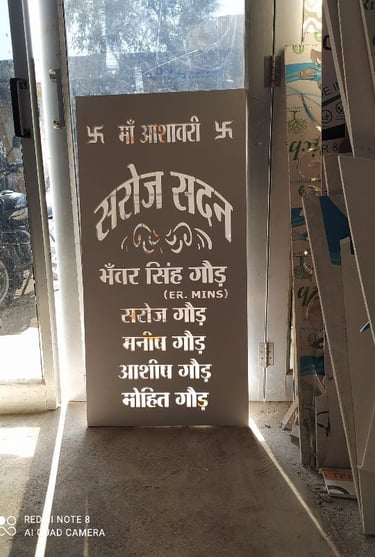 卐 माँ आशावरी 卐
सरोज सदन
भँवर सिंह गौड़
(ER. MINS)
सरोज गौड़
मनीष गौड़
आशीष गौड़
मोहित गौड़
REDMI NOTE 8
AI QUAD CAMERA